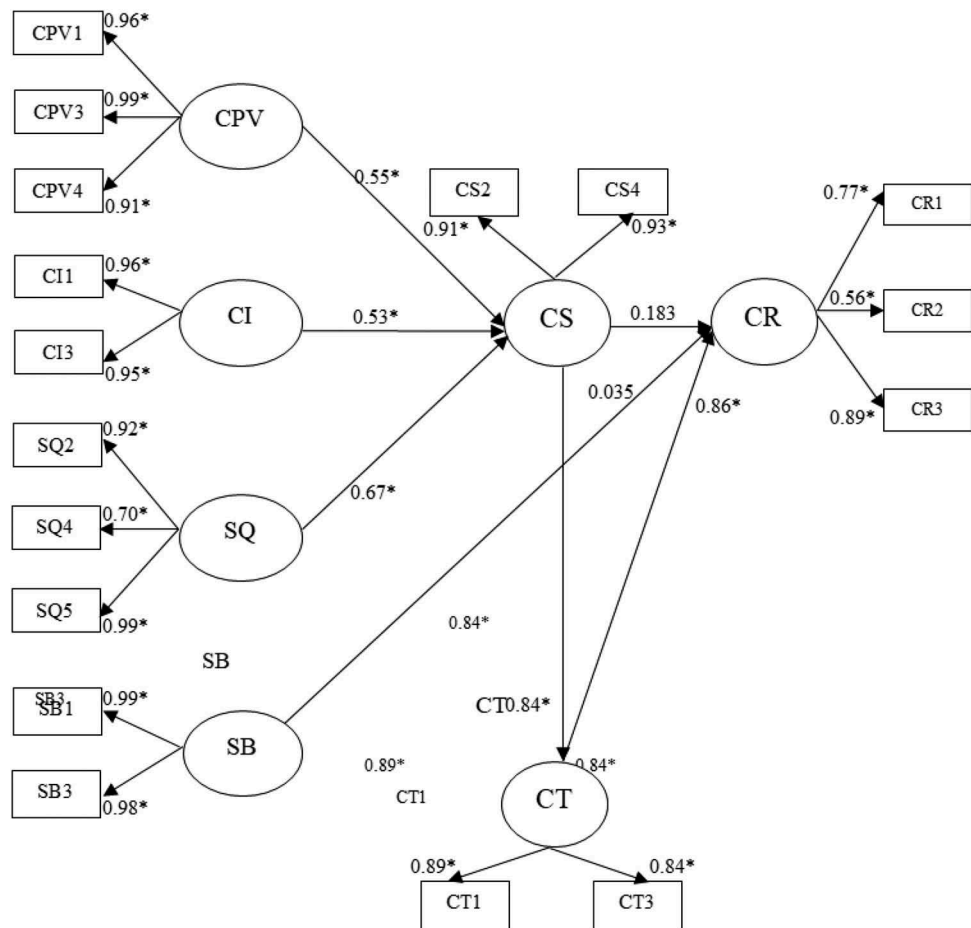 CPV1
0.96*
CPV3
0.99*
CPV4
0.91*
CPV
0.55*
CI1
0.96*
CI3
0.95*
CI
0.53*
SQ2
0.92*
SQ4
0.70*
SQ5
0.99*
SQ
0.67*
SB
SB3
SB1
0.99*
SB3
0.98*
SB
0.84*
CS2
0.91*
CS4
0.93*
CS
0.183
0.035
0.86*
CR
0.77*
CR1
0.56*
CR2
0.89*
CR3
CT0.84*
0.89*
CT1
0.84*
CT
0.89*
CT1
0.84*
CT3